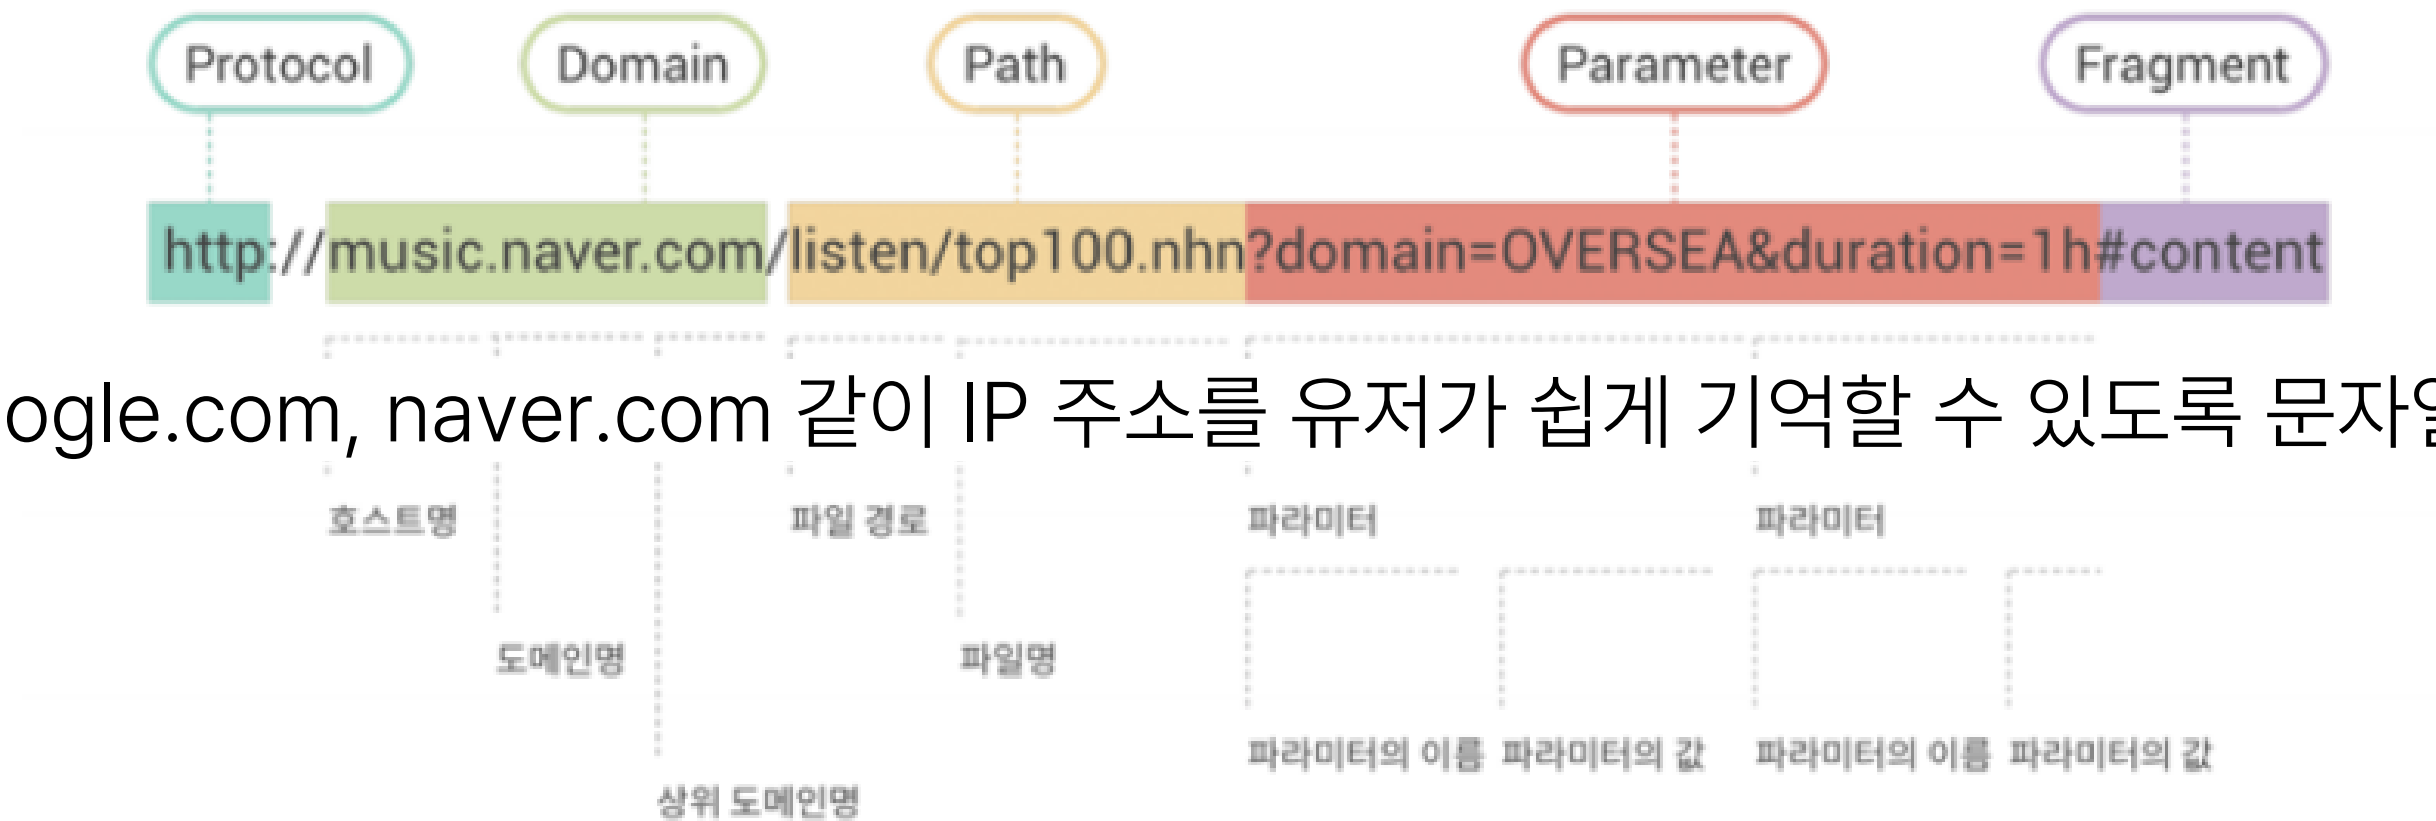 Protocol Domain Path Parameter Fragment
http://music.naver.com/listen/top100.nhn?domain=OVERSEA&duration=1h#content
ogle.com, naver.com 같이 IP 주소를 유저가 쉽게 기억할 수 있도록
호스트명 파일 경로 파라미터 파라미터
도메인명 파일명
파라미터의 이름 파라미터의 값 파라미터의 이름 파라미터의 값
상위 도메인명